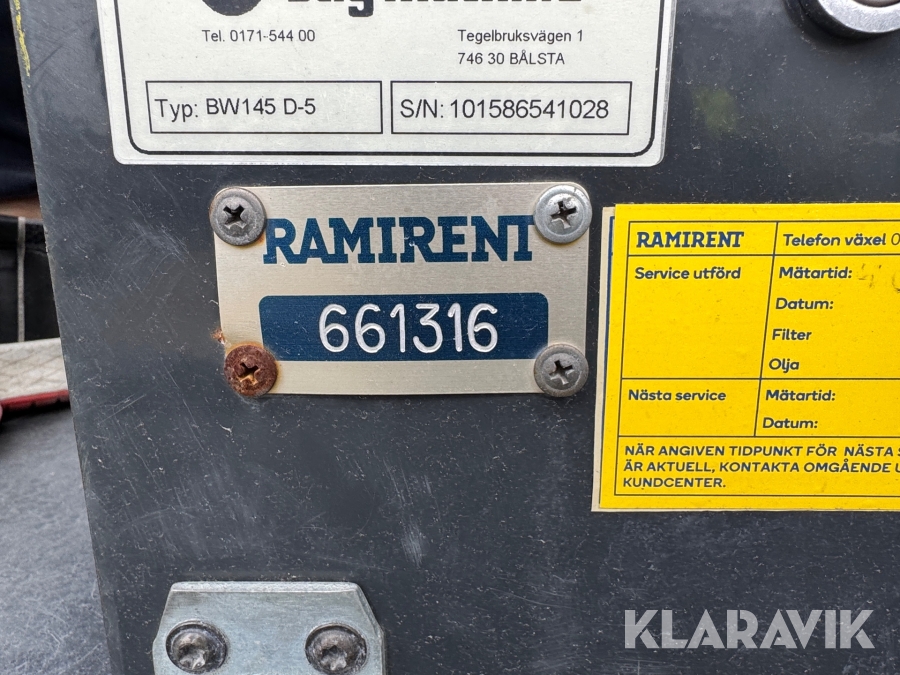 Tel. 0171-544 00
Tegelbruksvägen 1
746 30 BÅLSTA
Typ: BW145 D-5
S/N: 101586541028
RAMIRENT
661316
RAMIRENT Telefon växel 0
Service utförd Mätartid:
Datum:
Filter
Olja
Nästa service Mätartid:
Datum:
NÄR ANGIVEN TIDPUNKT FÖR NÄSTA S
ÄR AKTUELL, KONTAKTA OMGÅENDE
KUNDCENTER.
KLARAVIK